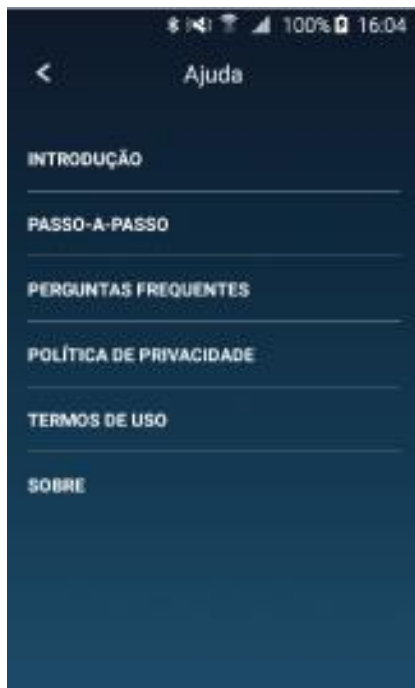 100% 16:04
Ajuda
INTRODUÇÃO
PASSO-A-PASSO
PERGUNTAS FREQUENTES
POLÍTICA DE PRIVACIDADE
TERMOS DE USO
SOBRE